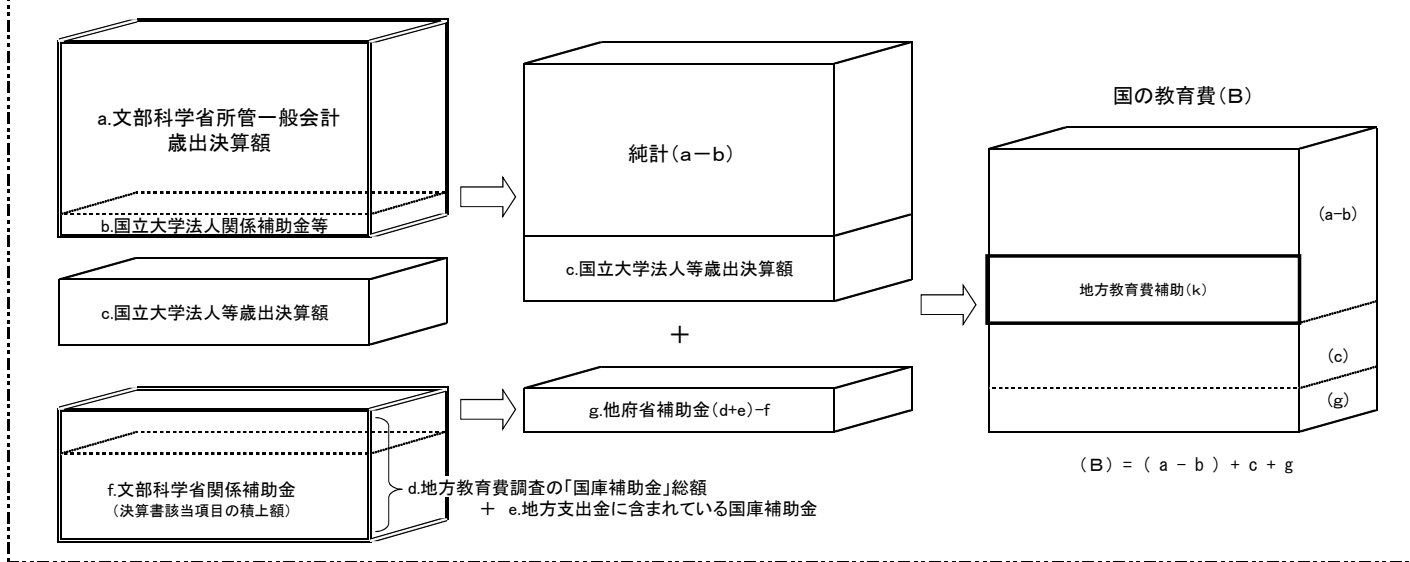 a.文部科学省所管一般会計
歳出決算額
b.国立大学法人関係補助金等
c.国立大学法人等歳出決算額
f.文部科学省関係補助金
(決算書該当項目の積上額)
d.地方教育費調査の「国庫補助金」総額
+ e.地方支出金に含まれている国庫補助金
純計(a-b)
c.国立大学法人等歳出決算額
+
g.他府省補助金(d+e)-f
国の教育費(B)
(a-b)
地方教育費補助(k)
(c)
(g)
(B) = ( a - b ) + c + g